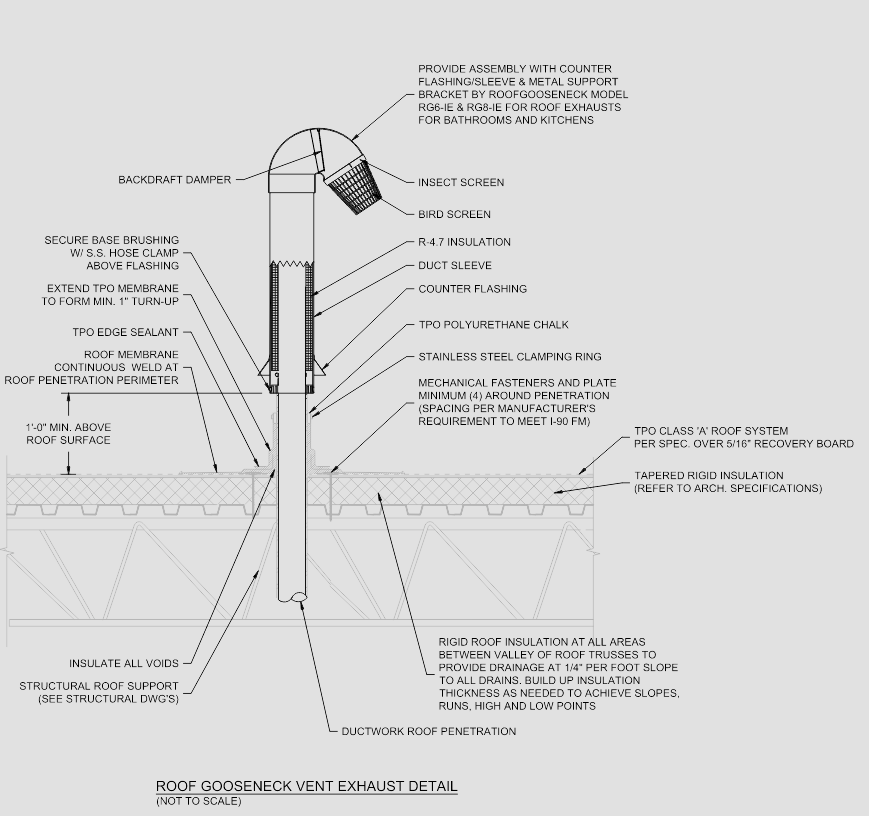 PROVIDE ASSEMBLY WITH COUNTER
FLASHING/SLEEVE & METAL SUPPORT
BRACKET BY ROOFGOOSENECK MODEL
RG6-IE & RG8-IE FOR ROOF EXHAUSTS
FOR BATHROOMS AND KITCHENS
BACKDRAFT DAMPER
INSECT SCREEN
BIRD SCREEN
SECURE BASE BRUSHING
W/ S.S. HOSE CLAMP
ABOVE FLASHING
R-4.7 INSULATION
DUCT SLEEVE
EXTEND TPO MEMBRANE
TO FORM MIN. 1" TURN-UP
COUNTER FLASHING
TPO EDGE SEALANT
TPO POLYURETHANE CHALK
ROOF MEMBRANE
CONTINUOUS WELD AT
ROOF PENETRATION PERIMETER
STAINLESS STEEL CLAMPING RING
MECHANICAL FASTENERS AND PLATE
MINIMUM (4) AROUND PENETRATION
(SPACING PER MANUFACTURER'S
REQUIREMENT TO MEET I-90 FM)
1'-0" MIN. ABOVE
ROOF SURFACE
TPO CLASS 'A' ROOF SYSTEM
PER SPEC. OVER 5/16" RECOVERY BOARD
TAPERED RIGID INSULATION
(REFER TO ARCH. SPECIFICATIONS)
INSULATE ALL VOIDS
STRUCTURAL ROOF SUPPORT
(SEE STRUCTURAL DWG'S)
RIGID ROOF INSULATION AT ALL AREAS
BETWEEN VALLEY OF ROOF TRUSSES TO
PROVIDE DRAINAGE AT 1/4" PER FOOT SLOPE
TO ALL DRAINS. BUILD UP INSULATION
THICKNESS AS NEEDED TO ACHIEVE SLOPES,
RUNS, HIGH AND LOW POINTS
DUCTWORK ROOF PENETRATION
ROOF GOOSENECK VENT EXHAUST DETAIL
(NOT TO SCALE)